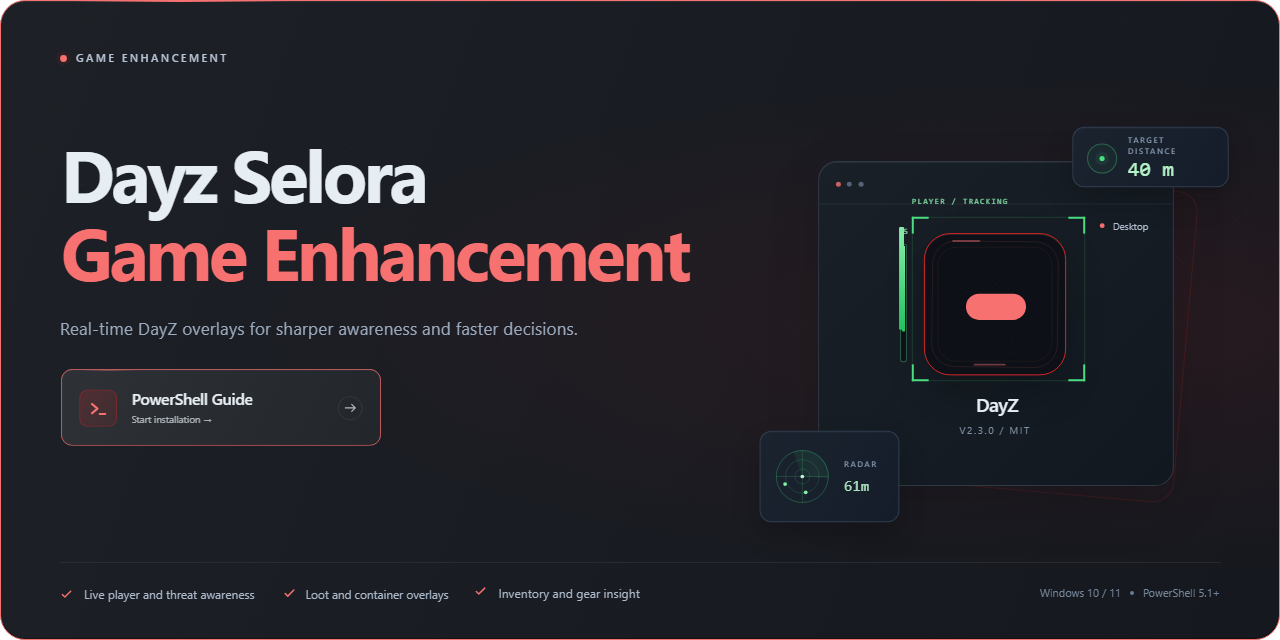 GAME ENHANCEMENT
Dayz Selora
Game Enhancement
Real-time DayZ overlays for sharper awareness and faster decisions.
PowerShell Guide
Start installation →
TARGET
DISTANCE
40 m
PLAYER / TRACKING
Desktop
DayZ
V2.3.0 / MIT
RADAR
61m
Live player and threat awareness
Loot and container overlays
Inventory and gear insight
Windows 10 / 11 • PowerShell 5.1+